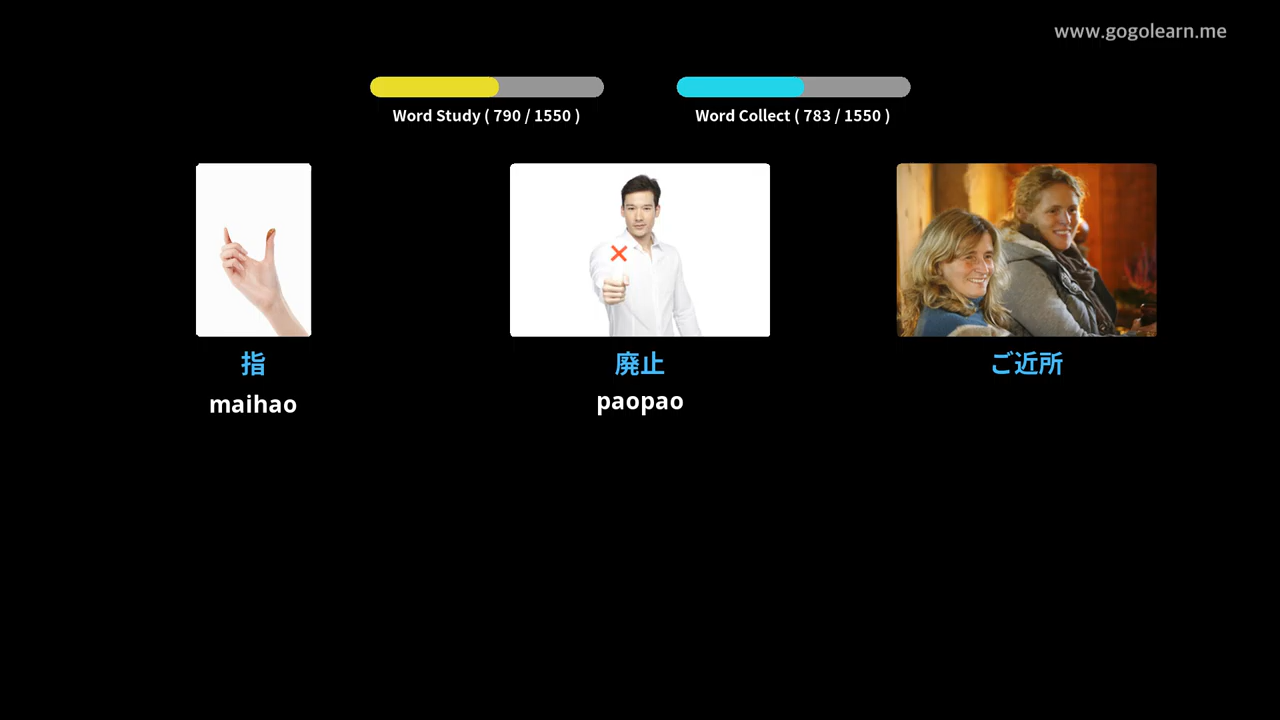 www.gogolearn.me
Word Study ( 790 / 1550 )
Word Collect ( 783 / 1550 )
指
廃止
ご近所
maihao
paopao